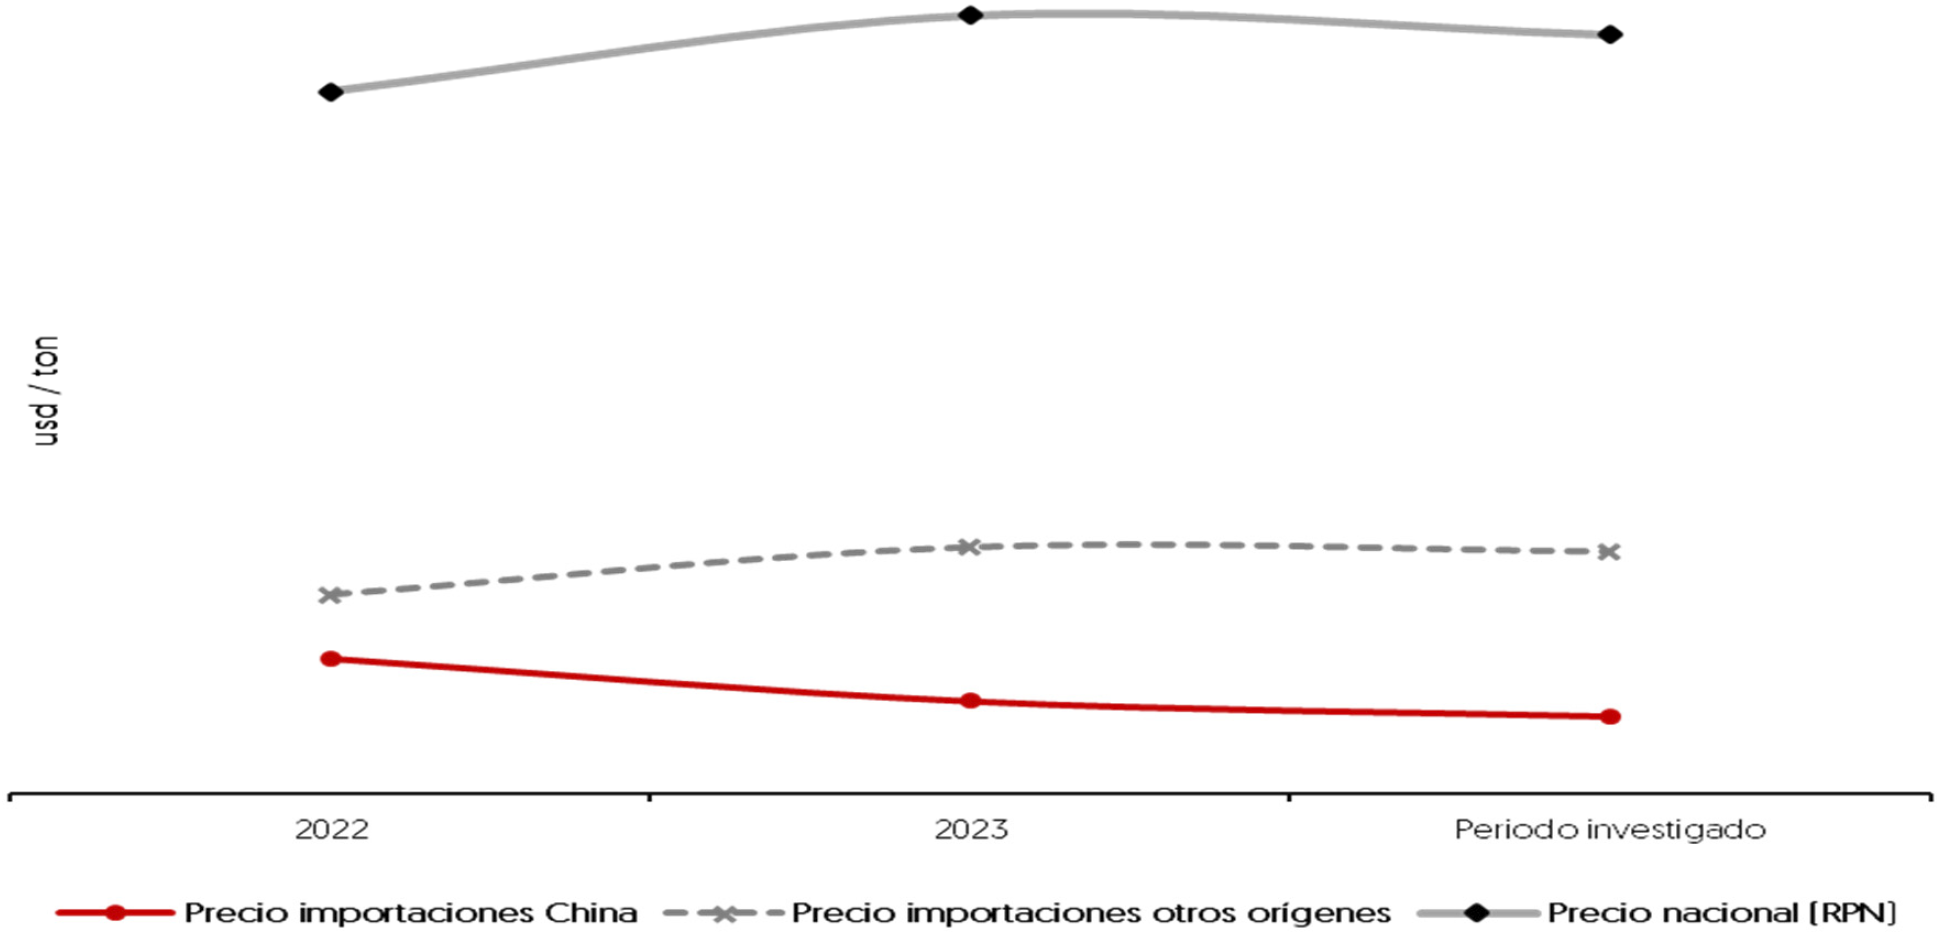 usd / ton
2022
2023
Periodo investigado
Precio importaciones China
Precio importaciones otros orígenes
Precio nacional (RPN)